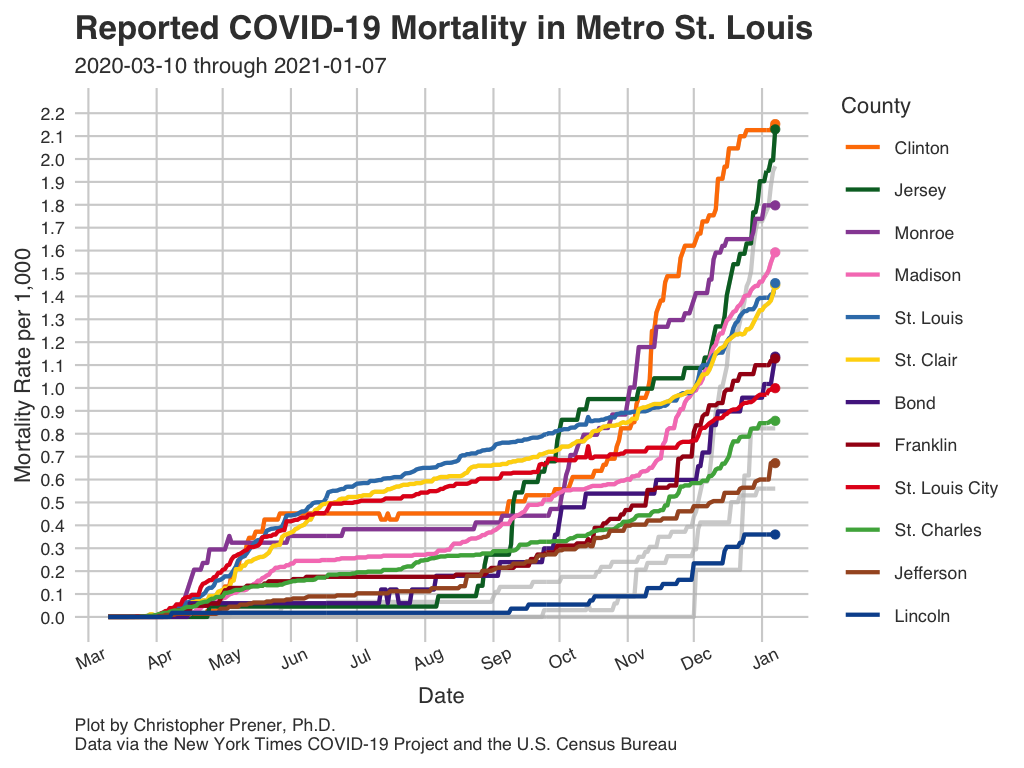 Reported COVID-19 Mortality in Metro St. Louis
2020-03-10 through 2021-01-07
Mortality Rate per 1,000
2.2
2.1
2.0
1.9
1.8
1.7
1.6
1.5
1.4
1.3
1.2
1.1
1.0
0.9
0.8
0.7
0.6
0.5
0.4
0.3
0.2
0.1
0.0
Mar Apr May Jun Jul Aug Sep Oct Nov Dec Jan
Date
County
Clinton
Jersey
Monroe
Madison
St. Louis
St. Clair
Bond
Franklin
St. Louis City
St. Charles
Jefferson
Lincoln
Plot by Christopher Prener, Ph.D.
Data via the New York Times COVID-19 Project and the U.S. Census Bureau